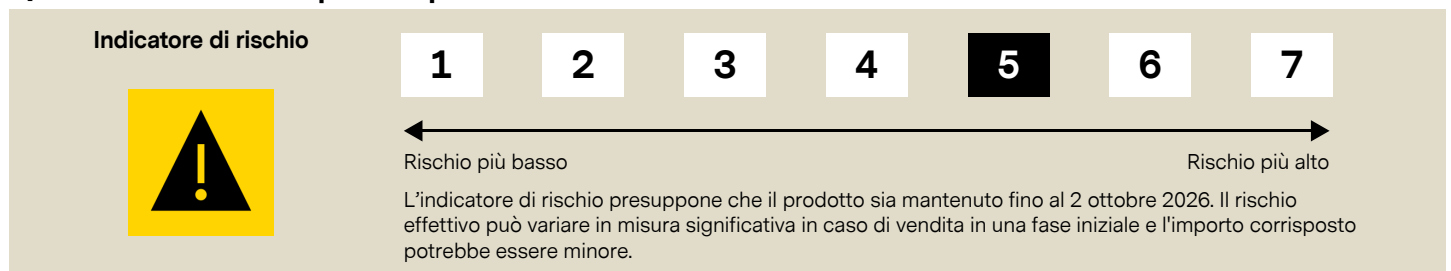 Indicatore di rischio
1 2 3 4 5 6 7
Rischio più basso
Rischio più alto
L'indicatore di rischio presuppone che il prodotto sia mantenuto fino al 2 ottobre 2026. Il rischio
effettivo può variare in misura significativa in caso di vendita in una fase iniziale e l'importo corrisposto
potrebbe essere minore.